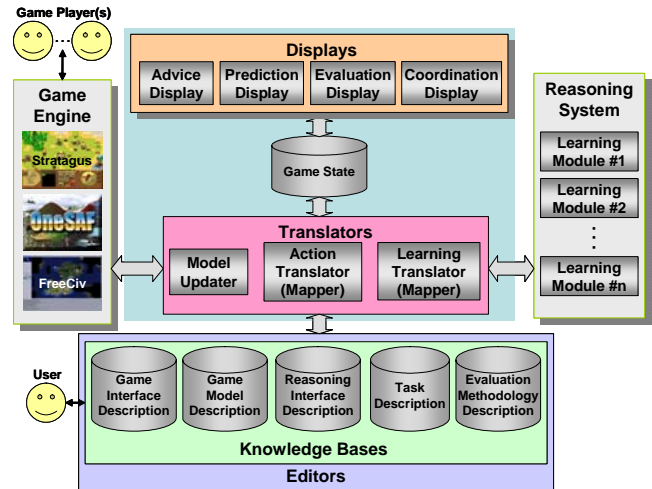 Game Player(s)
Game
Engine
Stratagus
OneSAF
FreeCiv
Displays
Advice
Display
Prediction
Display
Evaluation
Display
Coordination
Display
Game State
Translators
Model
Updater
Action
Translator
(Mapper)
Learning
Translator
(Mapper)
Reasoning
System
Learning
Module #1
Learning
Module #2
Learning
Module #n
User
Game
Interface
Description
Game
Model
Description
Reasoning
Interface
Description
Task
Description
Evaluation
Methodology
Description
Knowledge Bases
Editors